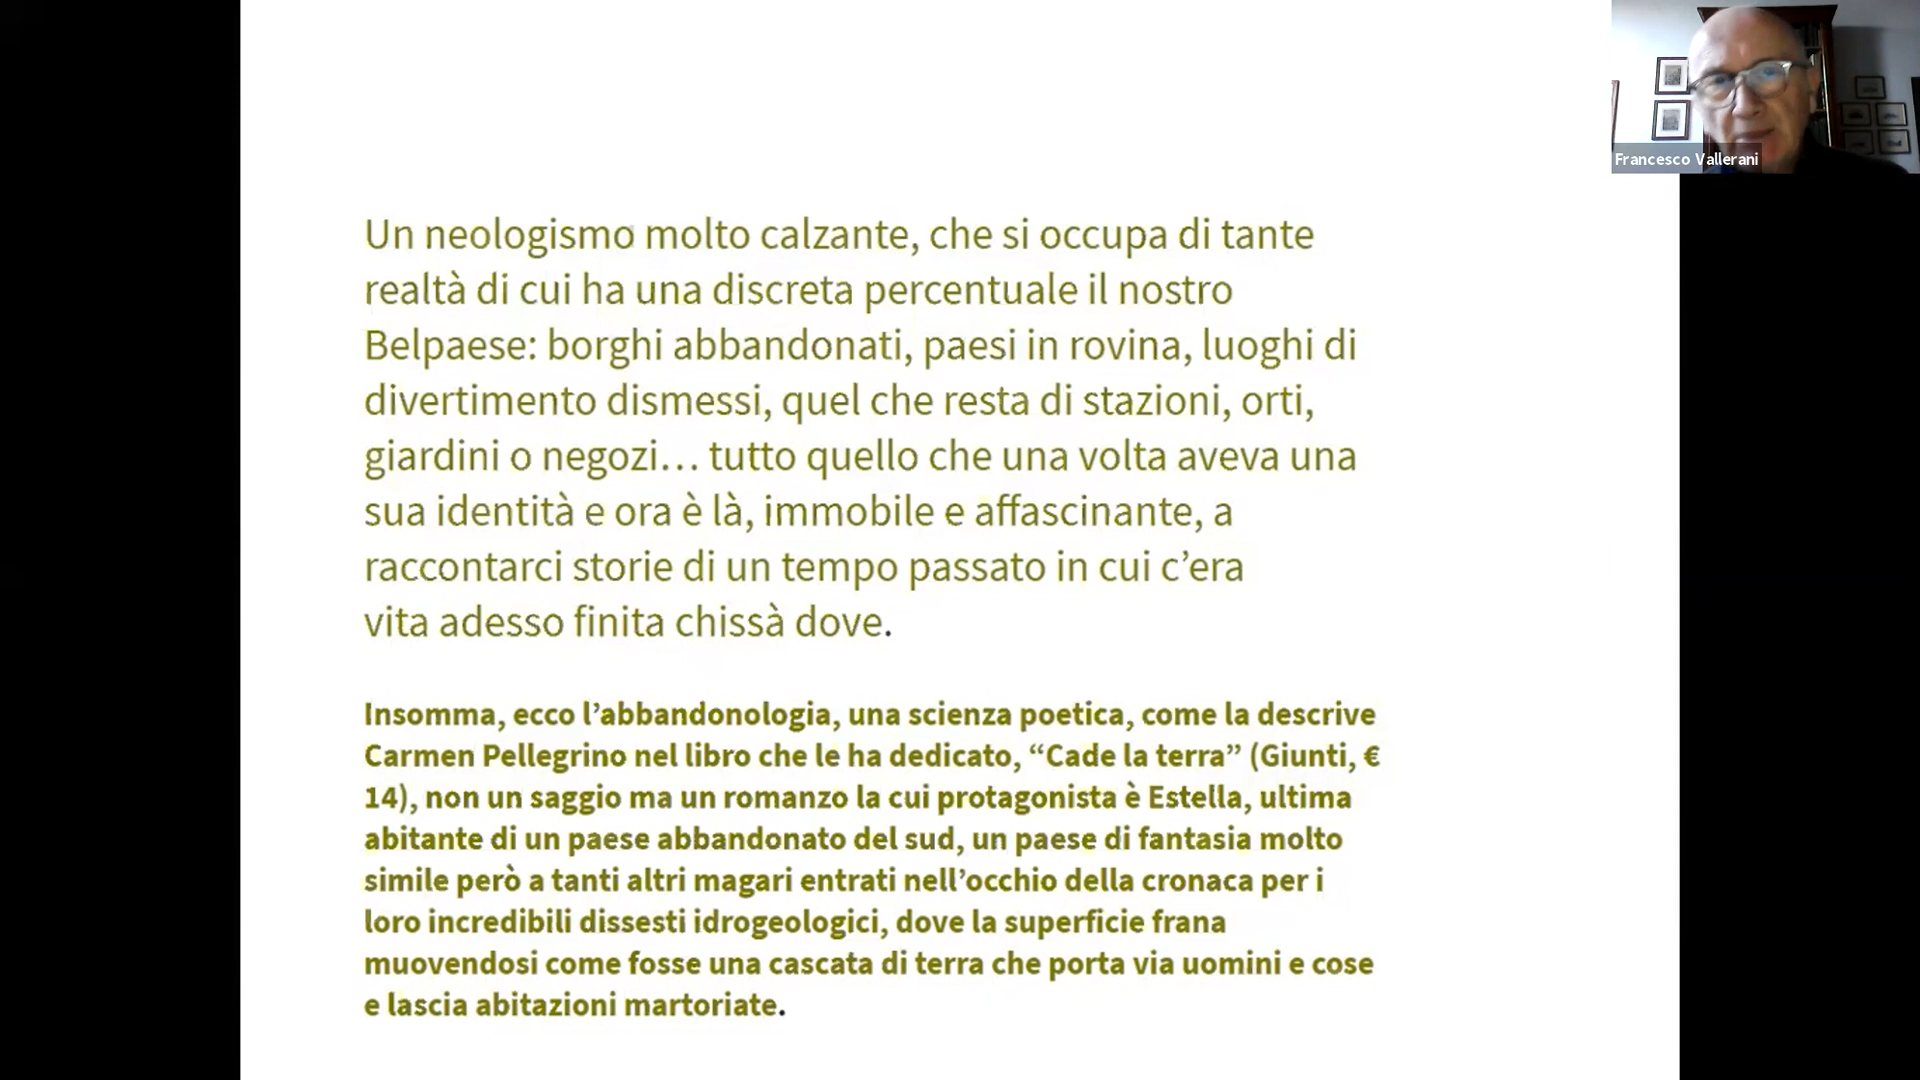 Francesco Vallerani
Un neologismo molto calzante, che si occupa di tante
realtà di cui ha una discreta percentuale il nostro
Belpaese: borghi abbandonati, paesi in rovina, luoghi di
divertimento dismessi, quel che resta di stazioni, orti,
giardini o negozi… tutto quello che una volta aveva una
sua identità e ora è là, immobile e affascinante, a
raccontarci storie di un tempo passato in cui c’era
vita adesso finita chissà dove.
Insomma, ecco l’abbandonologia, una scienza poetica, come la descrive
Carmen Pellegrino nel libro che le ha dedicato, “Cade la terra” (Giunti, €
14), non un saggio ma un romanzo la cui protagonista è Estella, ultima
abitante di un paese abbandonato del sud, un paese di fantasia molto
simile però a tanti altri magari entrati nell’occhio della cronaca per i
loro incredibili dissesti idrogeologici, dove la superficie frana
muovendosi come fosse una cascata di terra che porta via uomini e cose
e lascia abitazioni martoriate.